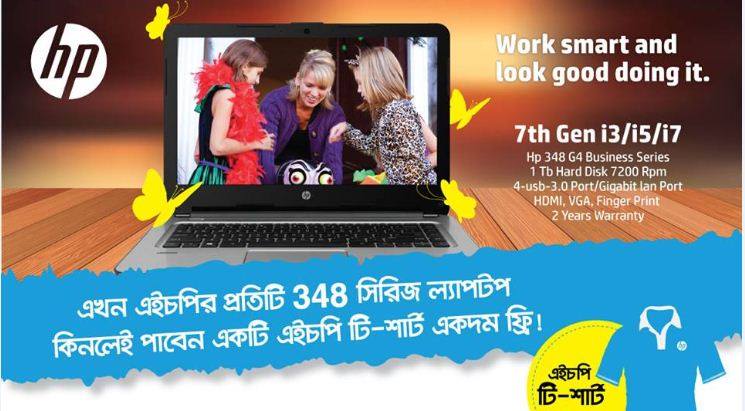 hp
Work smart and
look good doing it.
7th Gen i3/i5/i7
Hp 348 G4 Business Series
1 Tb Hard Disk 7200 Rpm
4-usb-3.0 Port/Gigabit lan Port
HDMI, VGA, Finger Print
2 Years Warranty
hp
এখন এইচপির প্রতিটি 348 সিরিজ ল্যাপটপ
কিনলেই পাবেন একটি এইচপি টি-শার্ট একদম ফ্রি!
hp
এইচপি
টি-শার্ট